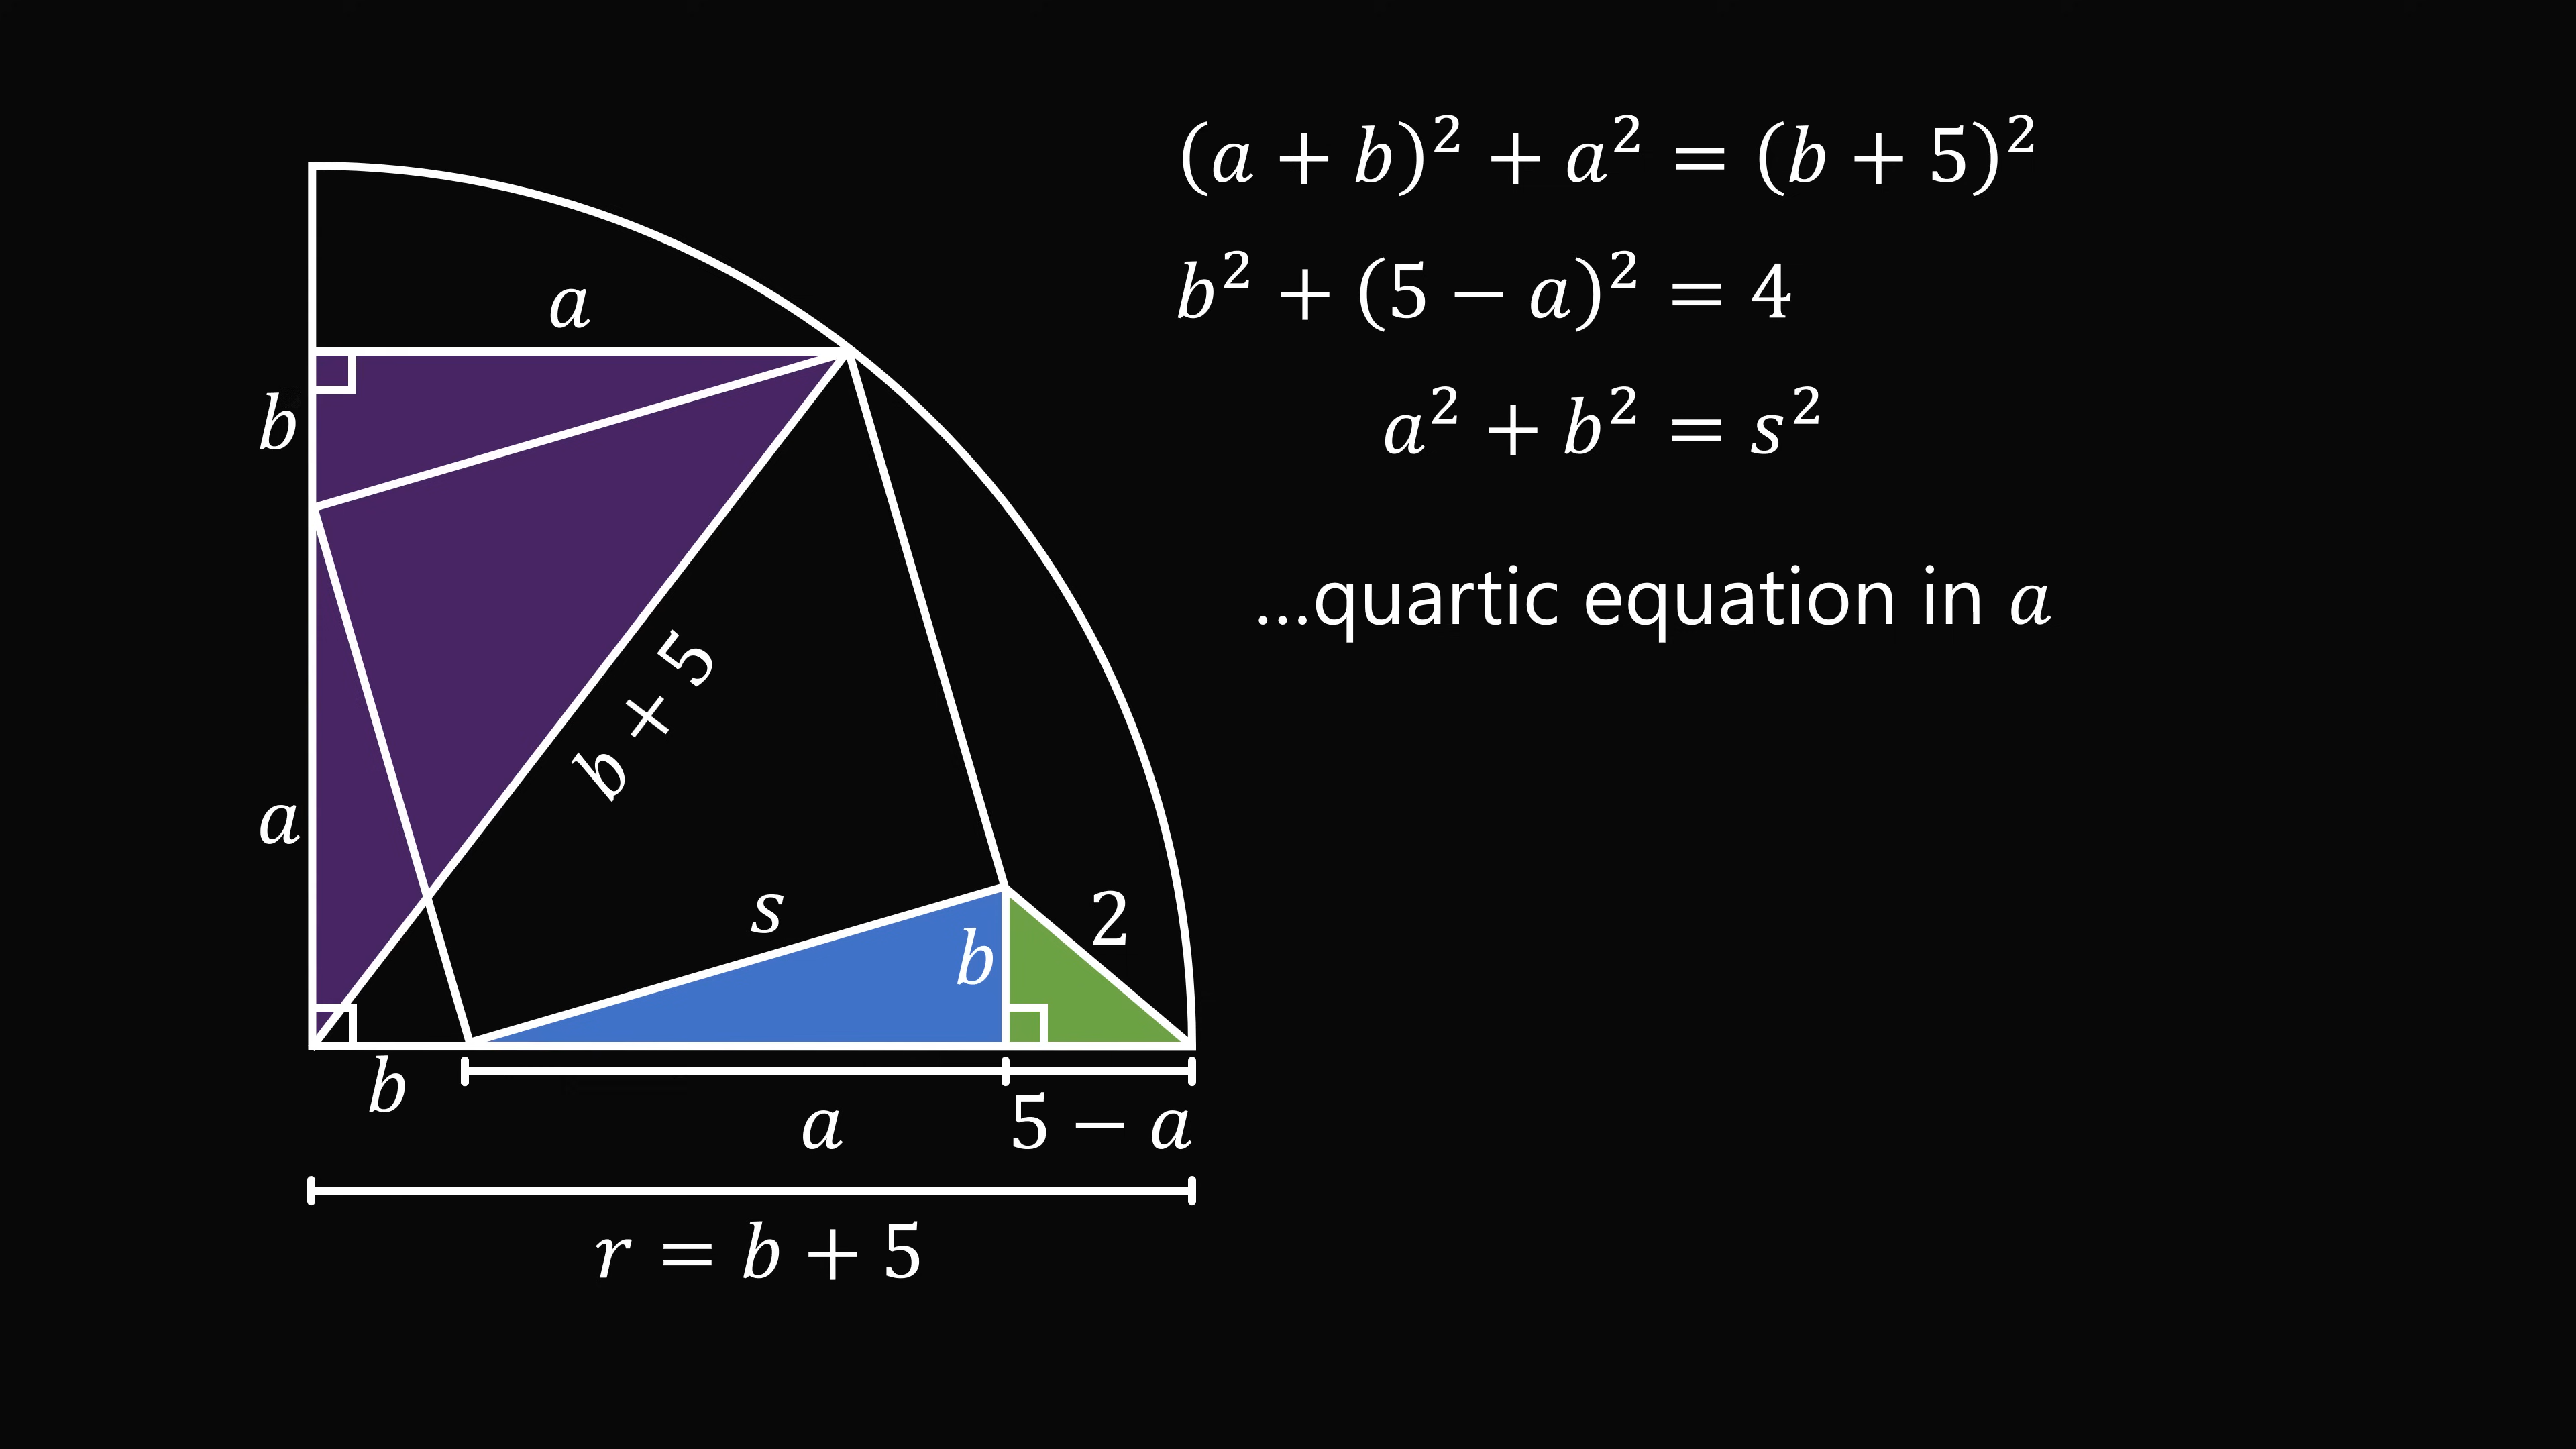 (a + b)² + a² = (b + 5)²
b² + (5 − a)² = 4
a² + b² = s²
...quartic equation in a
a
b
b + 5
a
s
2
b
b
a
5 − a
r = b + 5